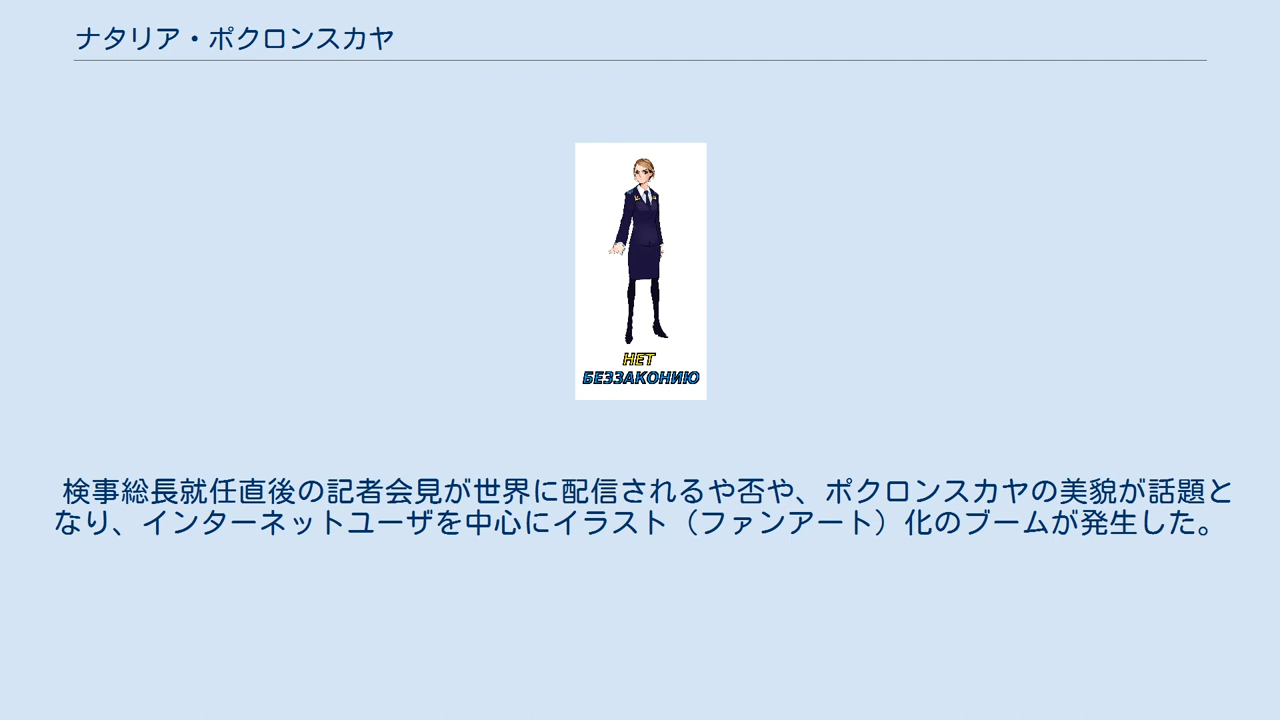 ナタリア・ポクロンスカヤ
НЕТ
БЕЗЗАКОНИЮ
検事総長就任直後の記者会見が世界に配信されるや否や、ポクロンスカヤの美貌が話題と
なり、インターネットユーザを中心にイラスト（ファンアート）化のブームが発生した。